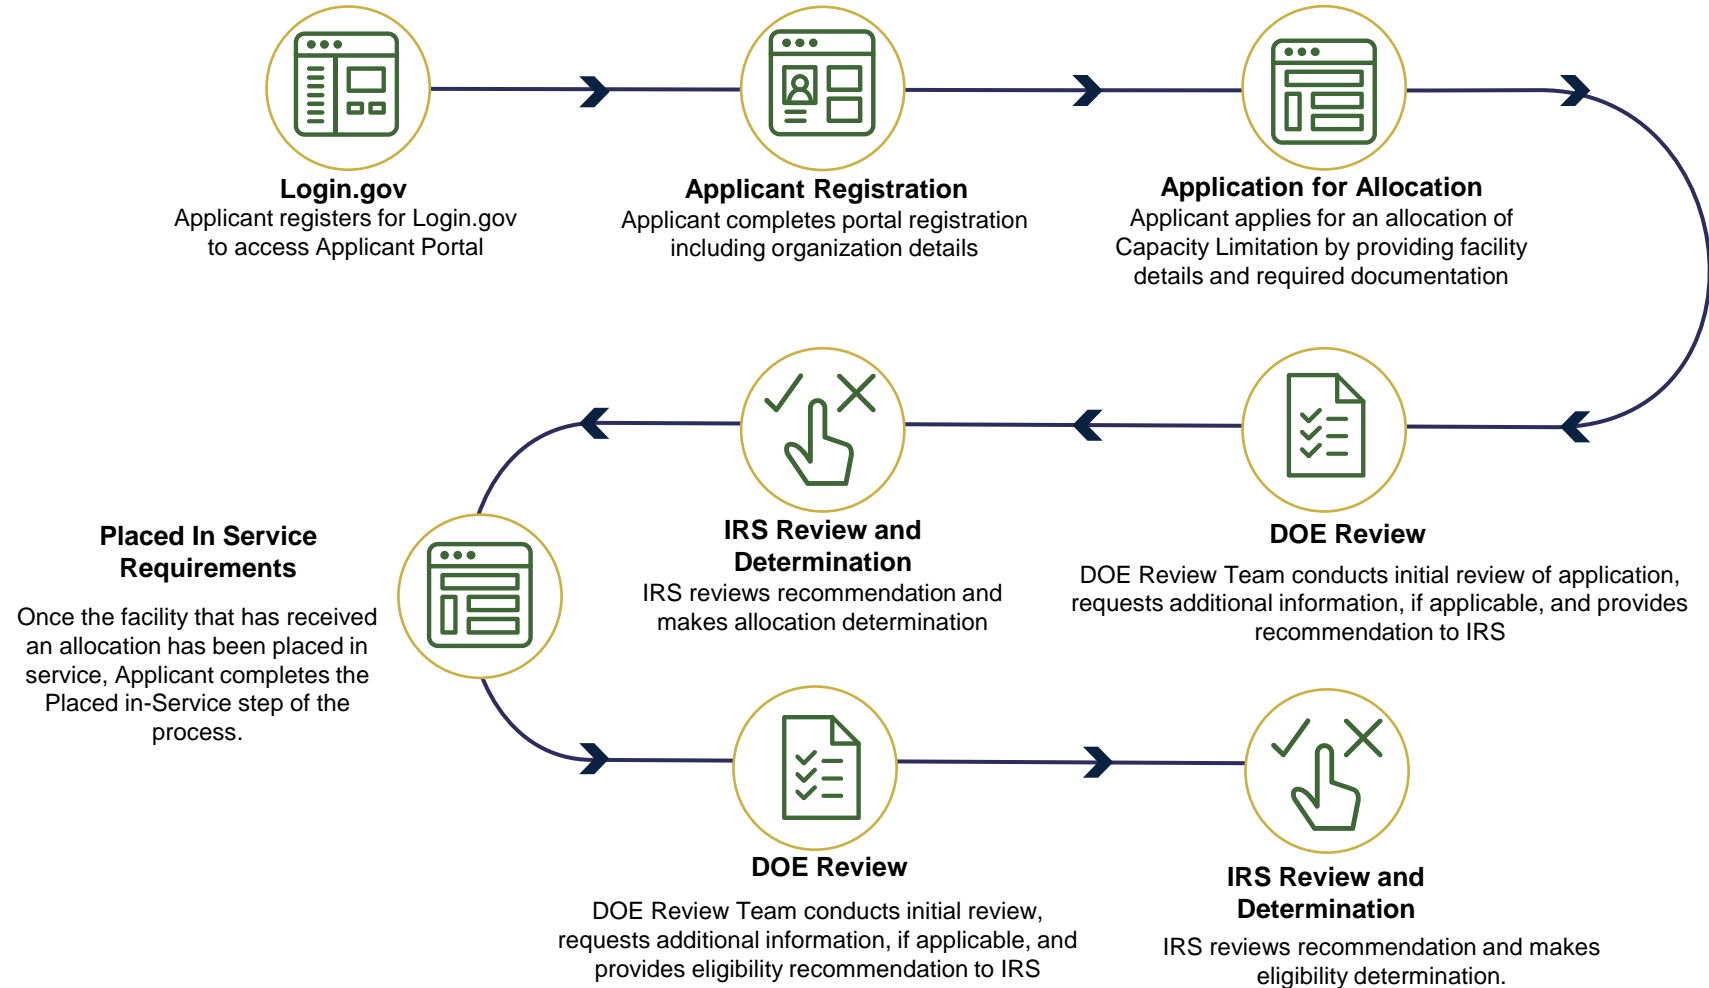 Login.gov
Applicant registers for Login.gov
to access Applicant Portal
Applicant Registration
Applicant completes portal registration
including organization details
Application for Allocation
Applicant applies for an allocation of
Capacity Limitation by providing facility
details and required documentation
DOE Review
DOE Review Team conducts initial review of application,
requests additional information, if applicable, and provides
recommendation to IRS
IRS Review and
Determination
IRS reviews recommendation and
makes allocation determination
Placed In Service
Requirements
Once the facility that has received
an allocation has been placed in
service, Applicant completes the
Placed in-Service step of the
process.
DOE Review
DOE Review Team conducts initial review,
requests additional information, if applicable, and
provides eligibility recommendation to IRS
IRS Review and
Determination
IRS reviews recommendation and makes
eligibility determination.